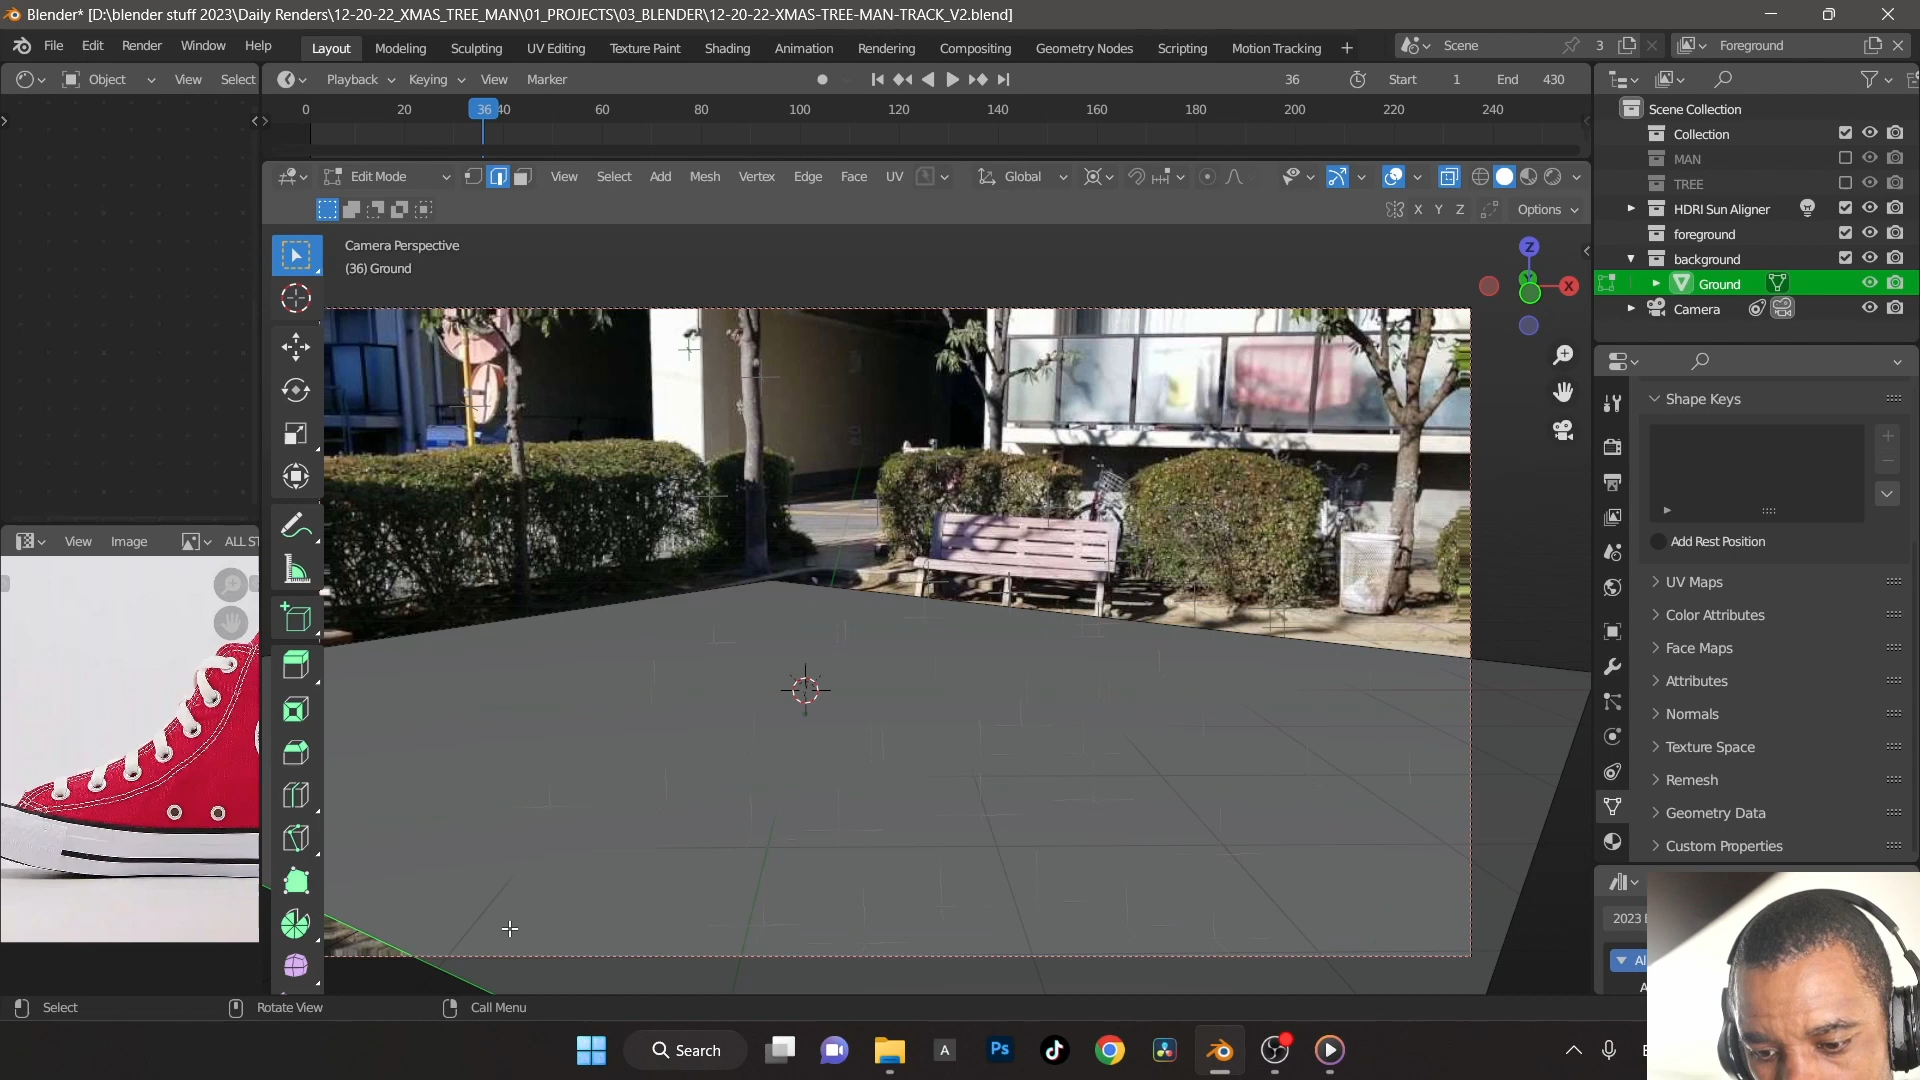 Blender* [D:\blender stuff 2023\Daily Renders\12-20-22_XMAS_TREE_MAN\01_PROJECTS\03_BLENDER\12-20-22-XMAS-TREE-MAN-TRACK_V2.blend]
File Edit Render Window Help Layout Modeling Sculpting UV Editing Texture Paint Shading Animation Rendering Compositing Geometry Nodes Scripting Motion Tracking + Scene 3 Foreground
Object View Select Playback Keying View Marker 36 Start 1 End 430
0 20 36 40 60 80 100 120 140 160 180 200 220 240
Scene Collection
Collection
MAN
TREE
HDRI Sun Aligner
foreground
background
Ground
Camera
Edit Mode View Select Add Mesh Vertex Edge Face UV Global
X Y Z Options
Camera Perspective
(36) Ground
Z
X
Shape Keys
Add Rest Position
UV Maps
Color Attributes
Face Maps
Attributes
Normals
Texture Space
Remesh
Geometry Data
Custom Properties
View Image ALL ST
2023
Al
A
Select Rotate View Call Menu
Search
A
Ps